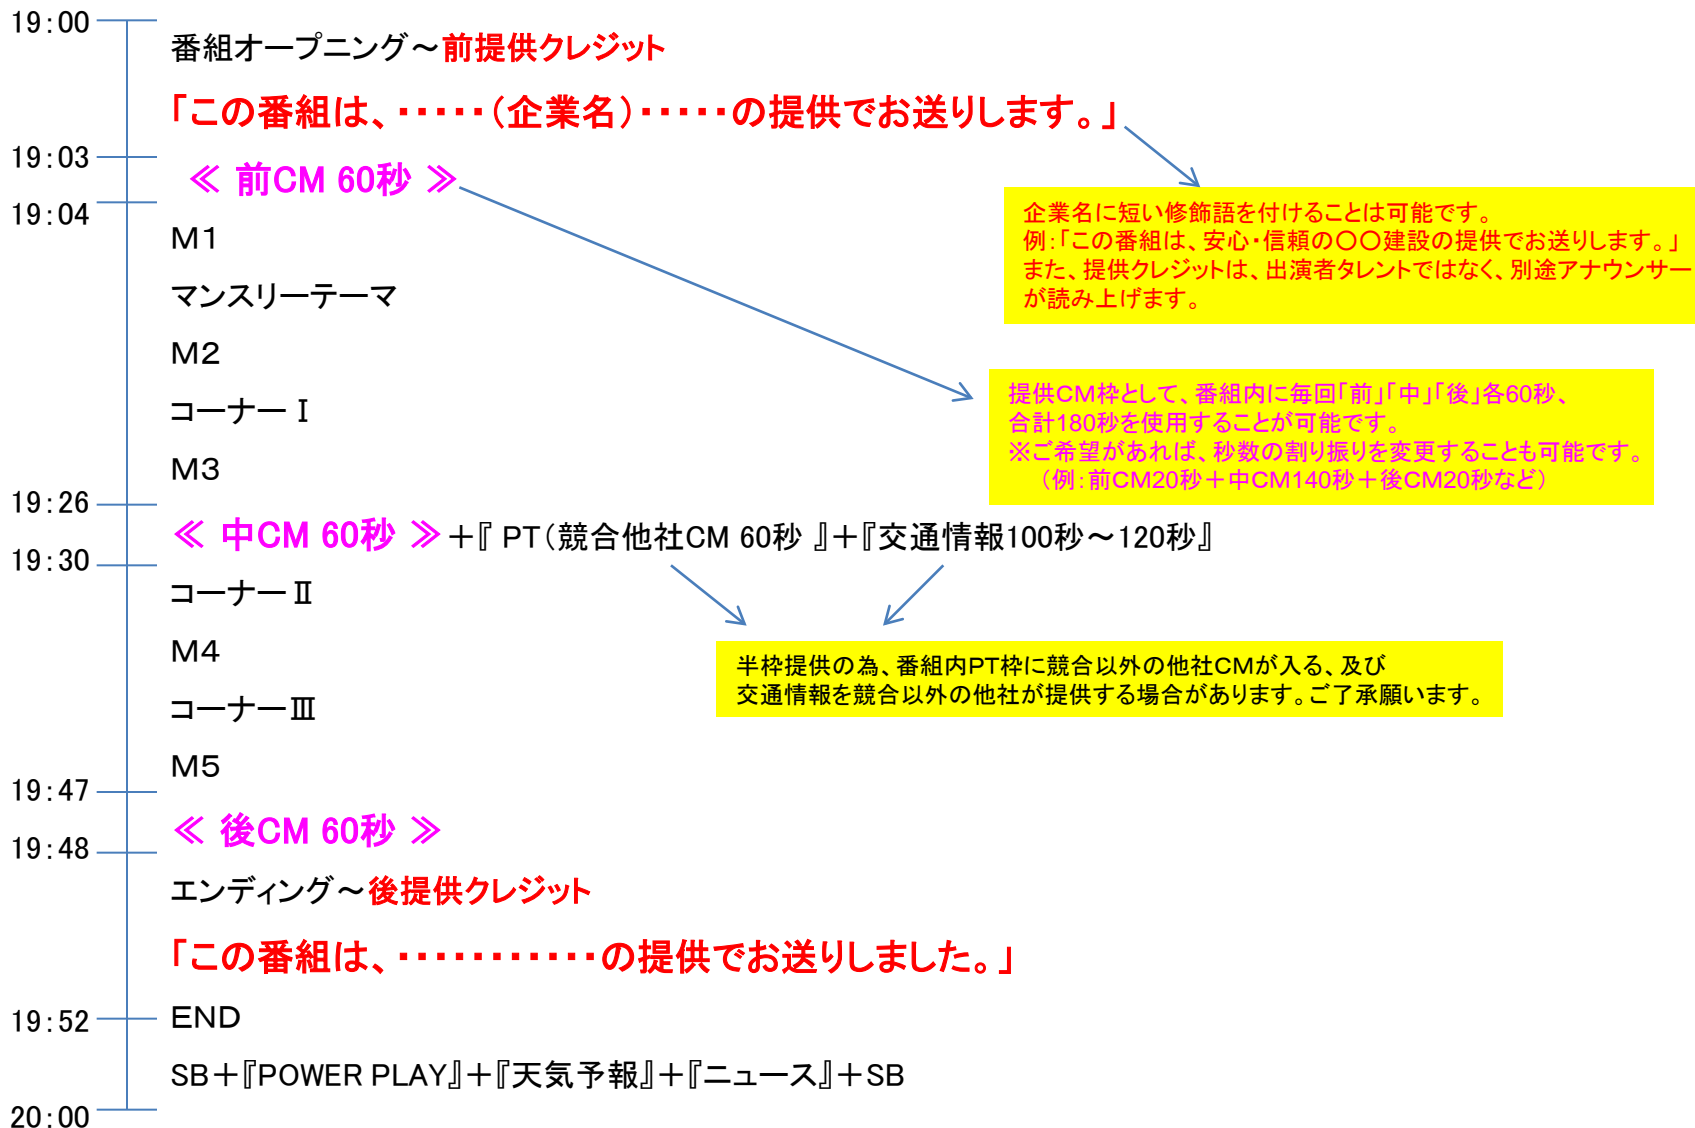 19:00
番組オープニング～前提供クレジット
「この番組は、・・・・・（企業名）・・・・・の提供でお送りします。」
19:03
≪ 前CM 60秒 ≫
19:04
企業名に短い修飾語を付けることは可能です。
例：「この番組は、安心・信頼の〇〇建設の提供でお送りします。」
また、提供クレジットは、出演者タレントではなく、別途アナウンサー
が読み上げます。
M1
マンスリーテーマ
M2
コーナーⅠ
M3
提供CM枠として、番組内に毎回「前」「中」「後」各60秒、
合計180秒を使用することが可能です。
※ご希望があれば、秒数の割り振りを変更することも可能です。
（例：前CM20秒＋中CM140秒＋後CM20秒など）
19:26
≪ 中CM 60秒 ≫＋『 PT（競合他社CM 60秒 』＋『交通情報100秒～120秒』
19:30
コーナーⅡ
M4
コーナーⅢ
M5
半枠提供の為、番組内PT枠に競合以外の他社CMが入る、及び
交通情報を競合以外の他社が提供する場合があります。ご了承願います。
19:47
≪ 後CM 60秒 ≫
19:48
エンディング～後提供クレジット
「この番組は、・・・・・・・・・・・の提供でお送りしました。」
19:52
END
SB＋『POWER PLAY』＋『天気予報』＋『ニュース』＋SB
20:00